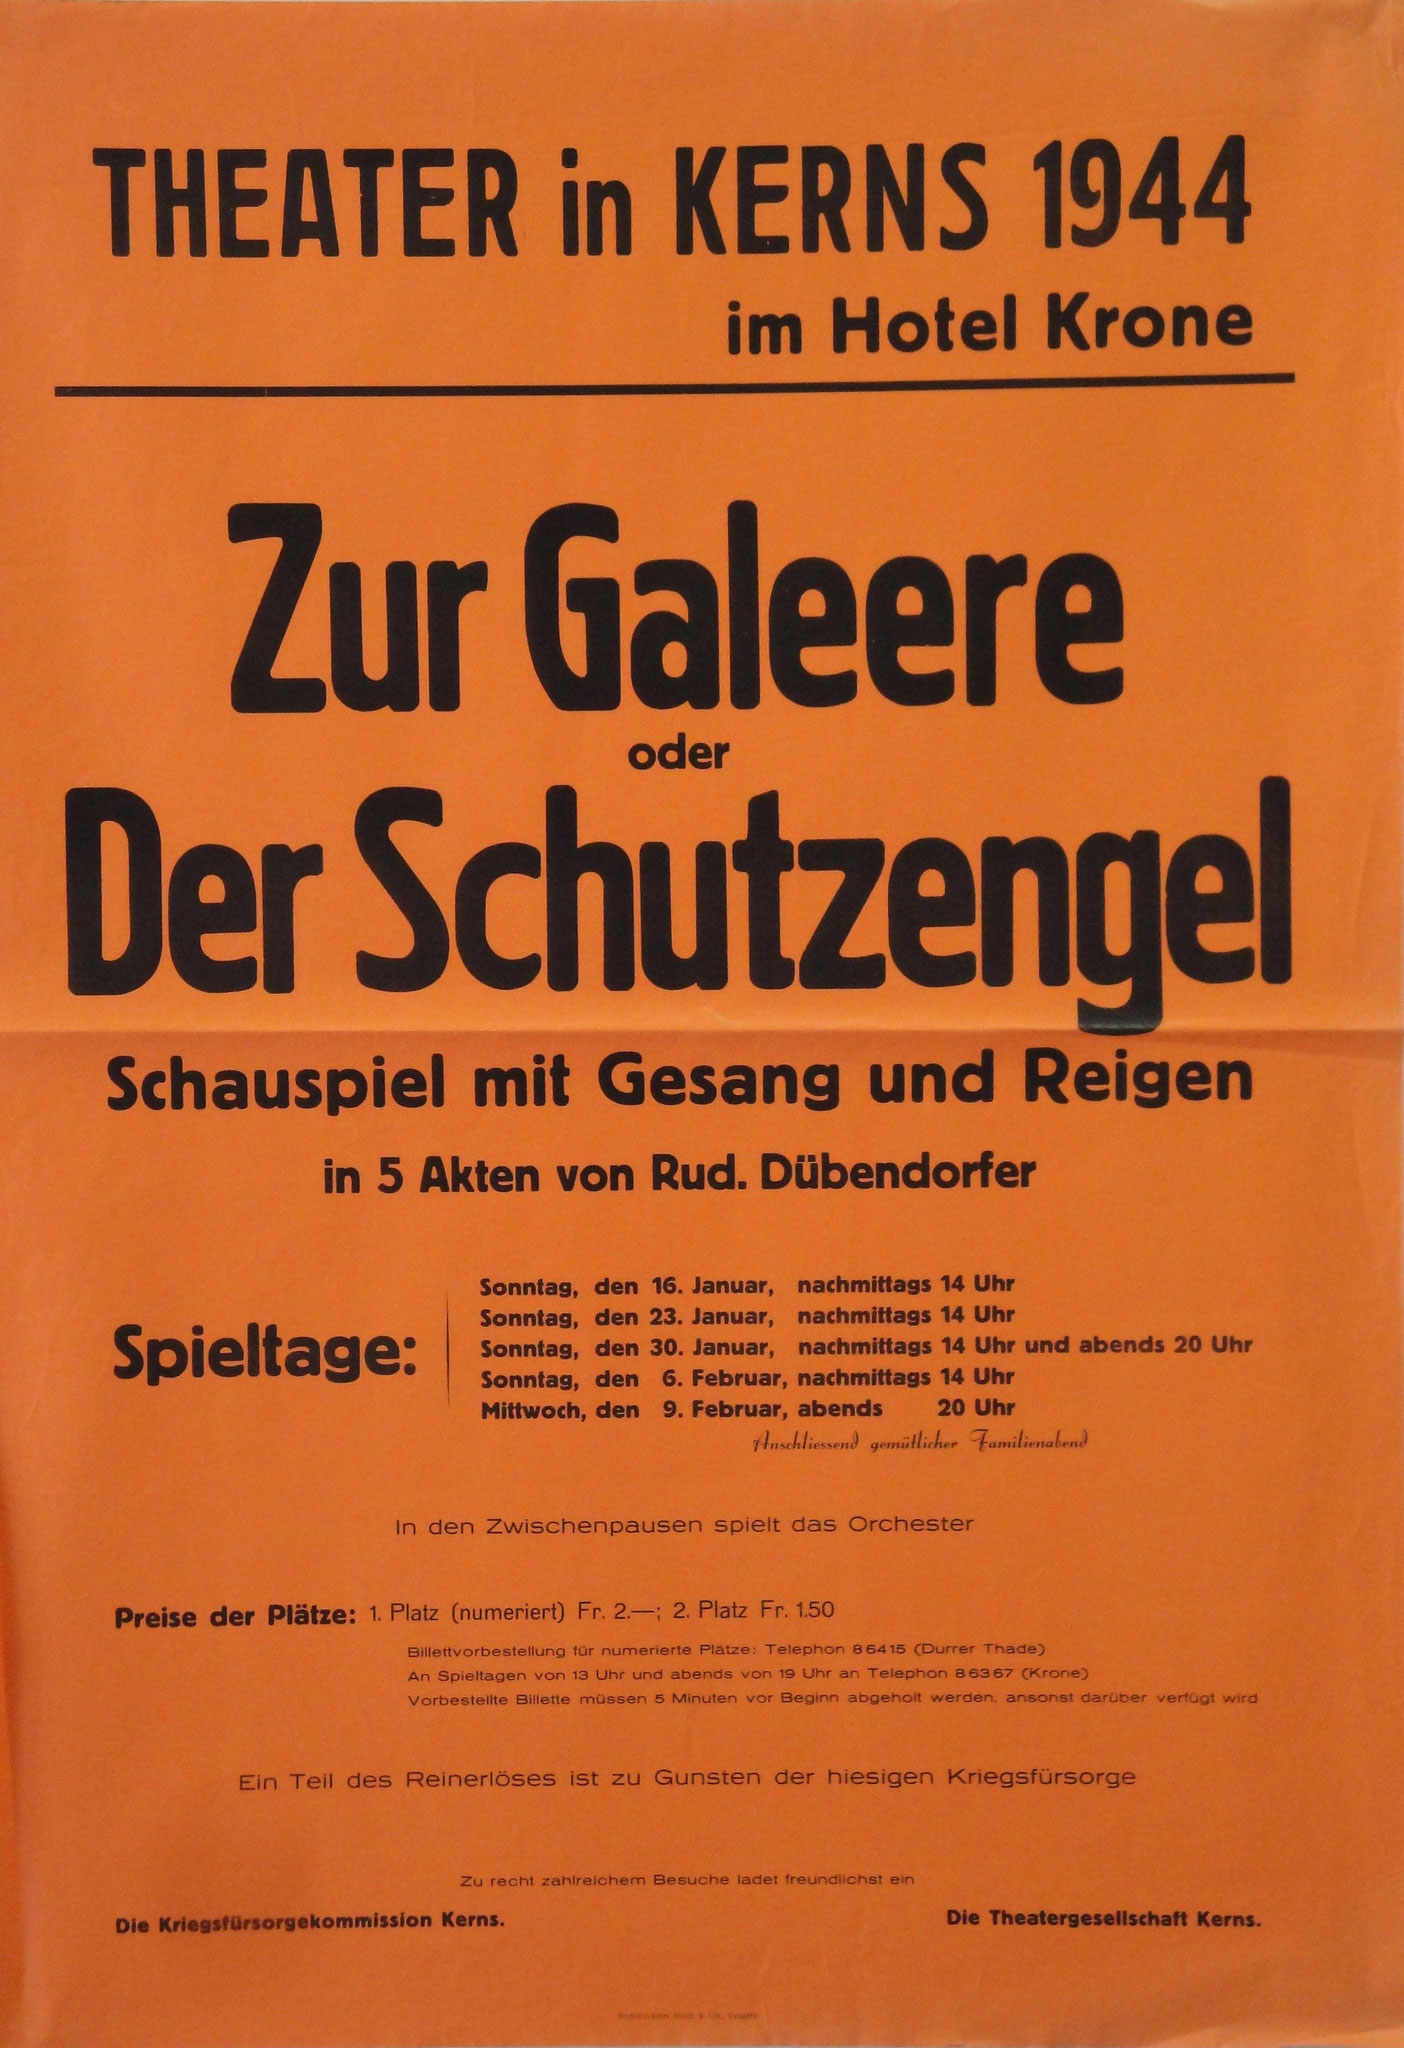 THEATER in KERNS 1944
im Hotel Krone
Zur Galeere
oder
Der Schutzengel
Schauspiel mit Gesang und Reigen
in 5 Akten von Rud. Dübendorfer
Spieltage:
Sonntag, den 16. Januar, nachmittags 14 Uhr
Sonntag, den 23. Januar, nachmittags 14 Uhr
Sonntag, den 30. Januar, nachmittags 14 Uhr und abends 20 Uhr
Sonntag, den 6. Februar, nachmittags 14 Uhr
Mittwoch, den 9. Februar, abends 20 Uhr
Anschliessend gemütlicher Familienabend
In den Zwischenpausen spielt das Orchester
Preise der Plätze: 1. Platz (numeriert) Fr. 2.—; 2. Platz Fr. 1.50
Billettvorbestellung für numerierte Plätze: Telephon 86415 (Durrer Thade)
An Spieltagen von 13 Uhr und abends von 19 Uhr an Telephon 86367 (Krone)
Vorbestellte Billette müssen 5 Minuten vor Beginn abgeholt werden, ansonst darüber verfügt wird
Ein Teil des Reinerlöses ist zu Gunsten der hiesigen Kriegsfürsorge
Zu recht zahlreichem Besuche ladet freundlichst ein
Die Kriegsfürsorgekommission Kerns. Die Theatergesellschaft Kerns.